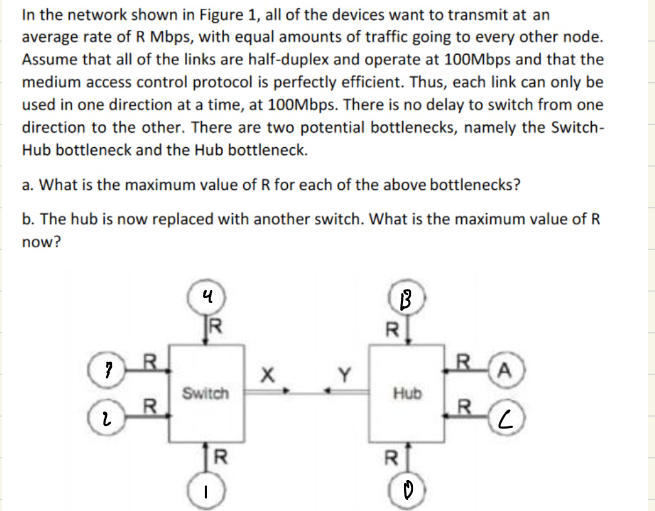 In the network shown in Figure 1, all of the devices want to transmit at an
average rate of R Mbps, with equal amounts of traffic going to every other node.
Assume that all of the links are half-duplex and operate at 100Mbps and that the
medium access control protocol is perfectly efficient. Thus, each link can only be
used in one direction at a time, at 100Mbps. There is no delay to switch from one
direction to the other. There are two potential bottlenecks, namely the Switch-
Hub bottleneck and the Hub bottleneck.
a. What is the maximum value of R for each of the above bottlenecks?
b. The hub is now replaced with another switch. What is the maximum value of R
now?
4 B
R R
R X Y R A
Switch Hub
2 R R C
R R
1 D